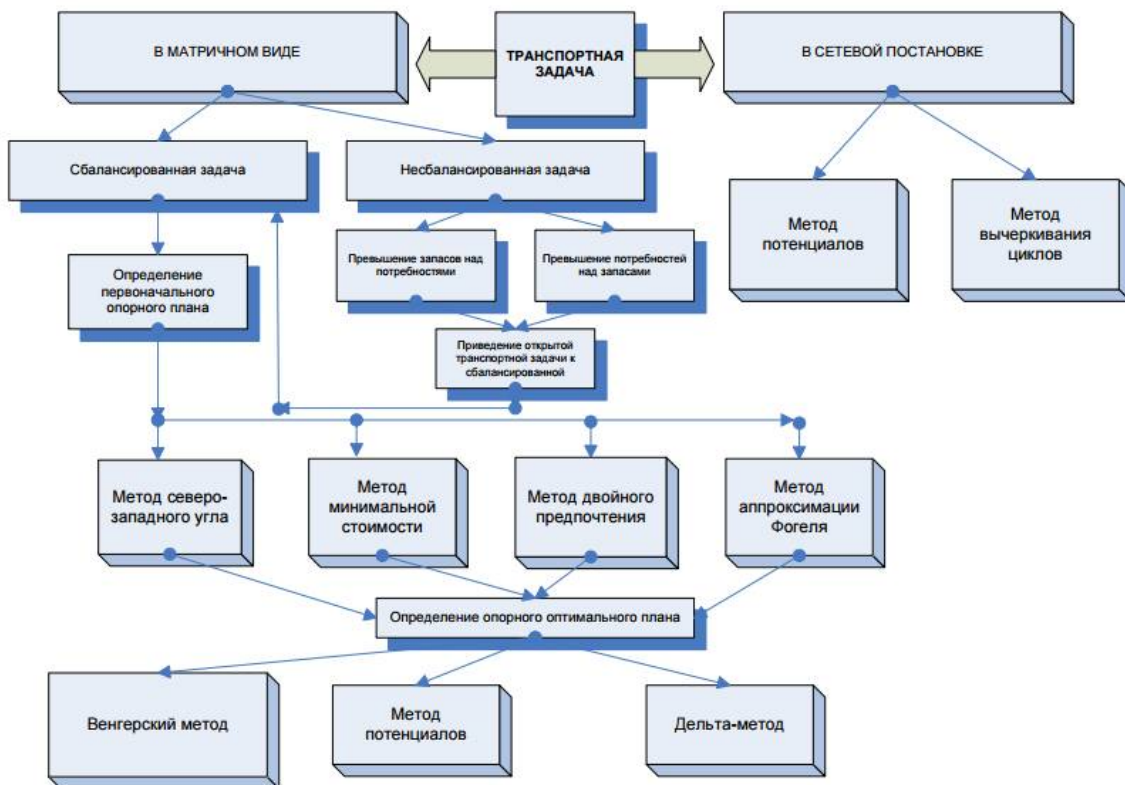 В МАТРИЧНОМ ВИДЕ
ТРАНСПОРТНАЯ
ЗАДАЧА
В СЕТЕВОЙ ПОСТАНОВКЕ
Сбалансированная задача
Несбалансированная задача
Метод
потенциалов
Метод
вычеркивания
циклов
Определение
первоначального
опорного плана
Превышение запасов над
потребностями
Превышение потребностей
над запасами
Приведение открытой
транспортной задачи к
сбалансированной
Метод северо-
западного угла
Метод
минимальной
стоимости
Метод двойного
предпочтения
Метод
аппроксимации
Фогеля
Определение опорного оптимального плана
Венгерский метод
Метод
потенциалов
Дельта-метод